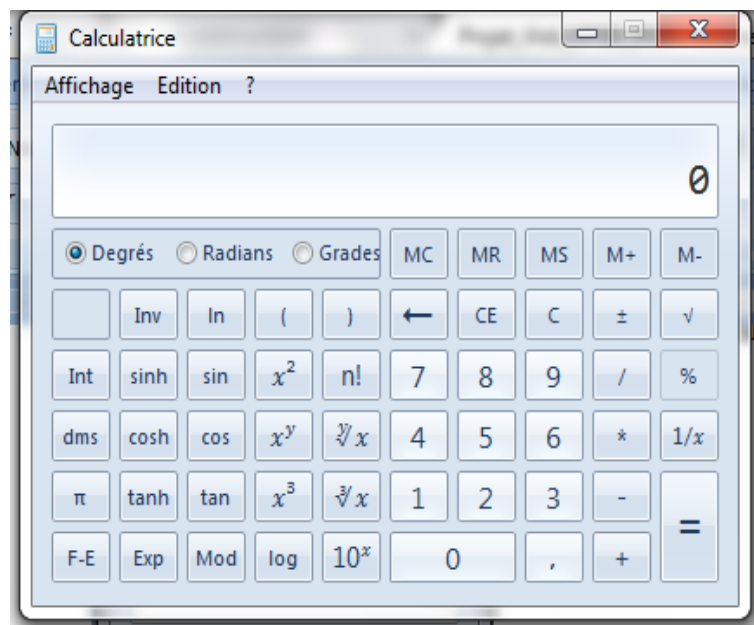 Calculatrice
Affichage Edition ?
0
Degrés Radians Grades MC MR MS M+ M-
Inv ln ( ) ← CE C ± √
Int sinh sin x² n! 7 8 9 / %
dms cosh cos xʸ ʸ√x 4 5 6 * 1/x
π tanh tan x³ ³√x 1 2 3 - =
F-E Exp Mod log 10ˣ 0 , +